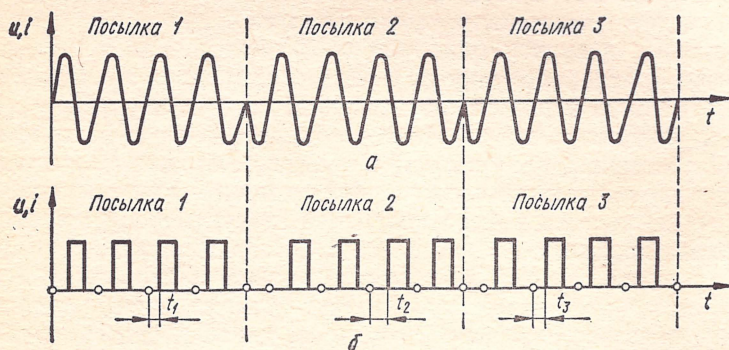 u,i Посылка 1 Посылка 2 Посылка 3
t
а
u,i Посылка 1 Посылка 2 Посылка 3
t₁ t₂ t₃ t
б